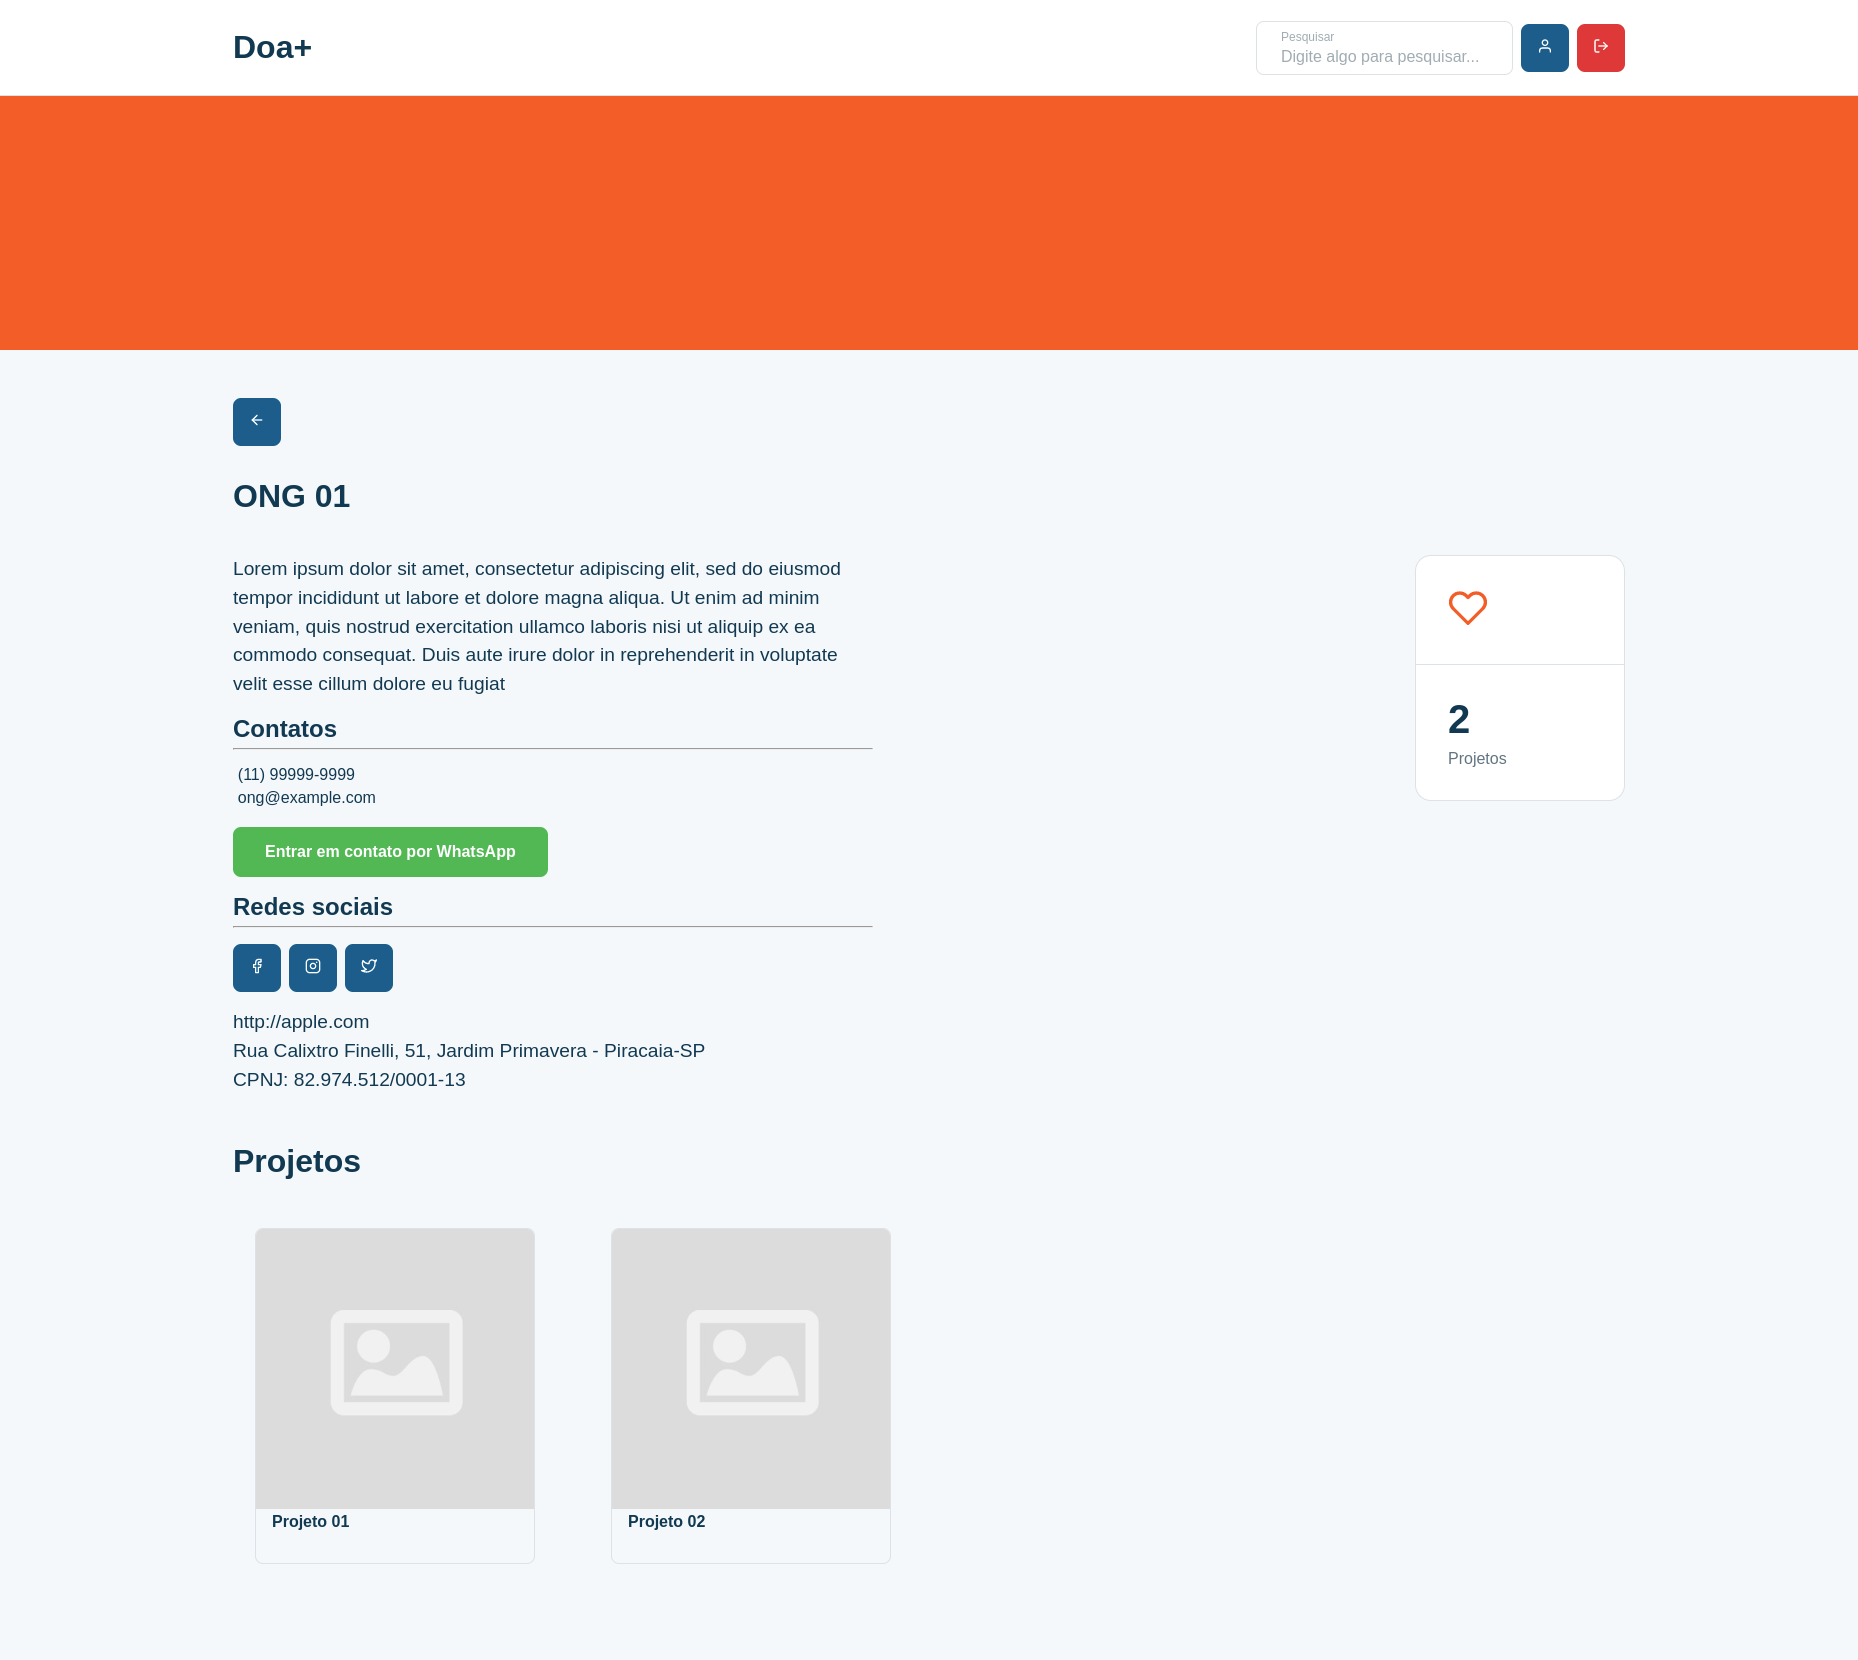 Doa+
Pesquisar
Digite algo para pesquisar...
ONG 01
Lorem ipsum dolor sit amet, consectetur adipiscing elit, sed do eiusmod
tempor incididunt ut labore et dolore magna aliqua. Ut enim ad minim
veniam, quis nostrud exercitation ullamco laboris nisi ut aliquip ex ea
commodo consequat. Duis aute irure dolor in reprehenderit in voluptate
velit esse cillum dolore eu fugiat
2
Projetos
Contatos
(11) 99999-9999
ong@example.com
Entrar em contato por WhatsApp
Redes sociais
http://apple.com
Rua Calixtro Finelli, 51, Jardim Primavera - Piracaia-SP
CPNJ: 82.974.512/0001-13
Projetos
Projeto 01
Projeto 02